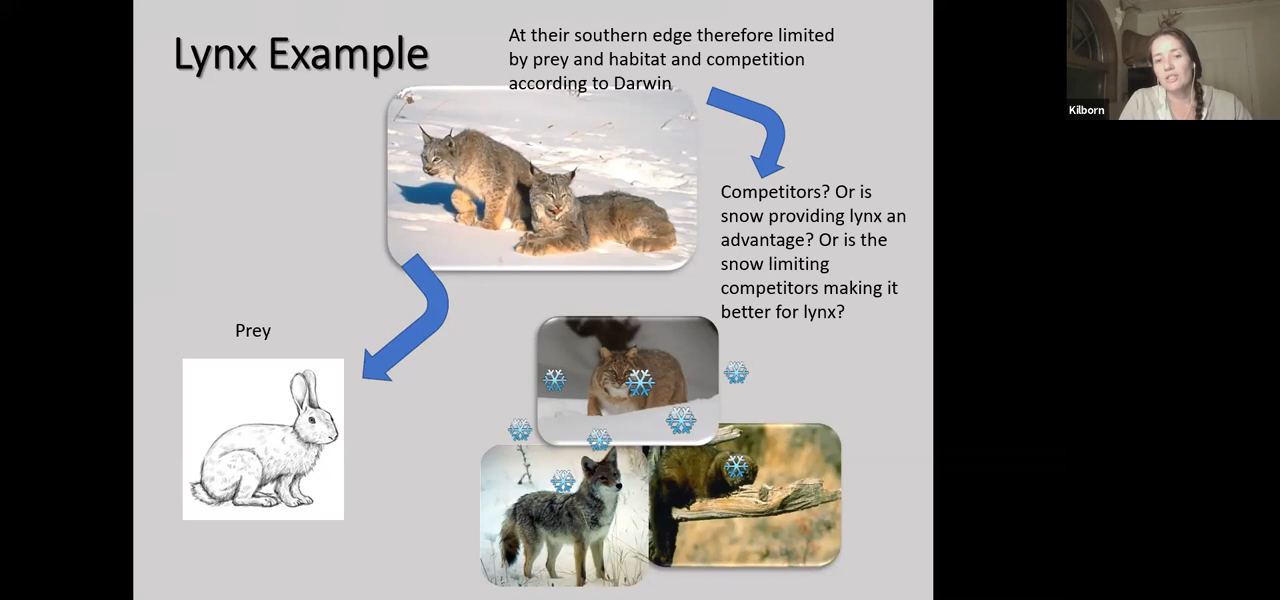 Lynx Example
At their southern edge therefore limited
by prey and habitat and competition
according to Darwin
Kilborn
Competitors? Or is
snow providing lynx an
advantage? Or is the
snow limiting
competitors making it
better for lynx?
Prey